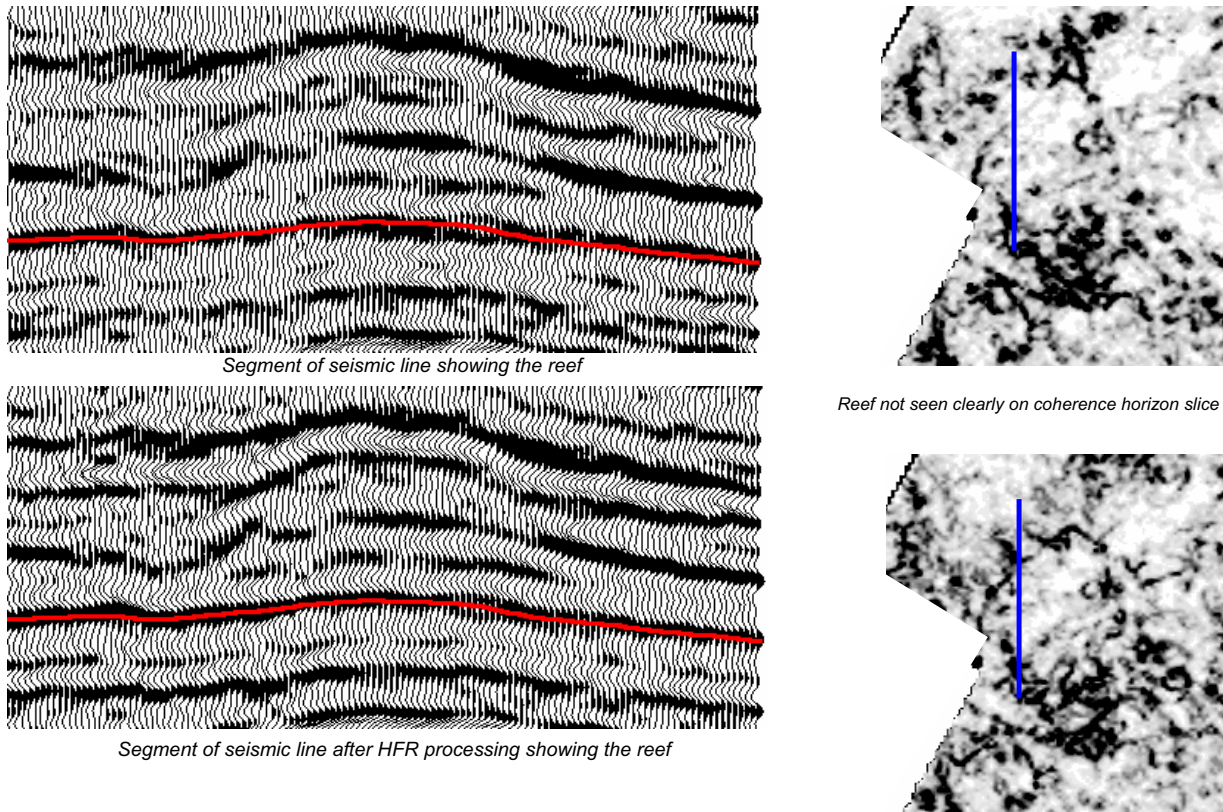 Segment of seismic line showing the reef
Reef not seen clearly on coherence horizon slice
Segment of seismic line after HFR processing showing the reef